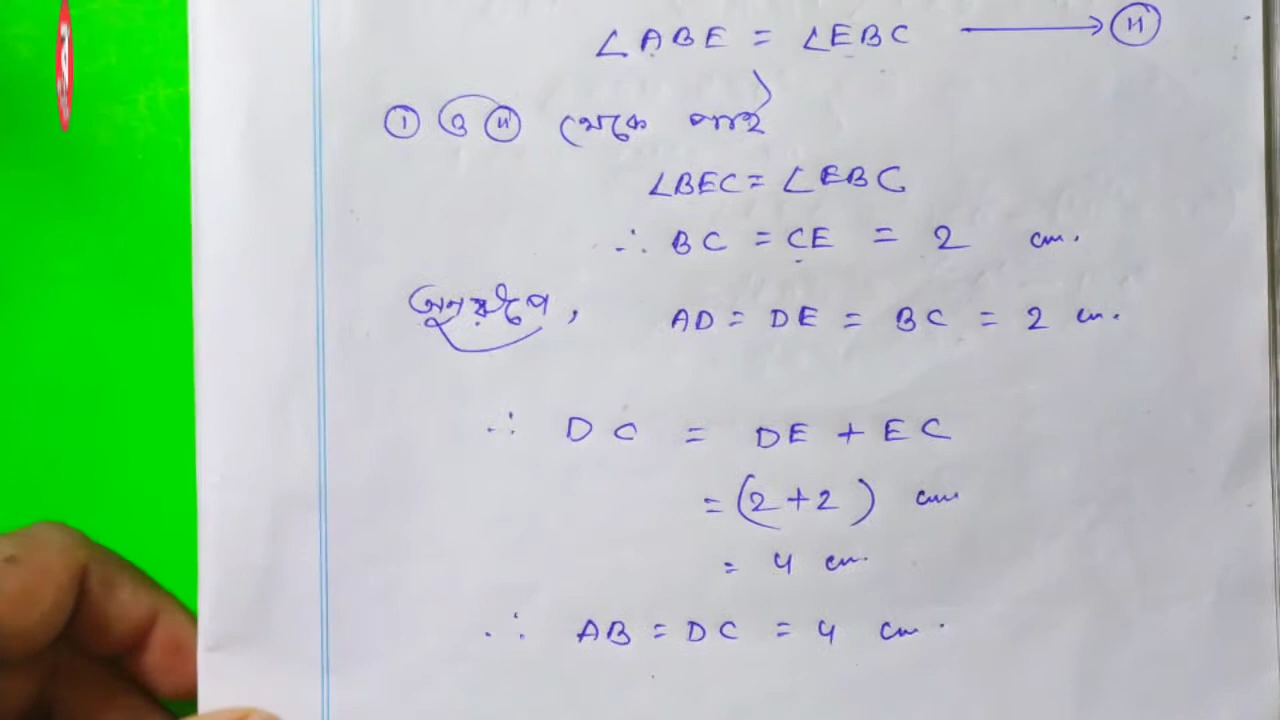 ∠ABE = ∠EBC ⟶ (II)
(I) ও (II) থেকে পাই
∠BEC = ∠EBC
∴ BC = CE = 2 cm.
অনুরূপে, AD = DE = BC = 2 cm.
∴ DC = DE + EC
= (2+2) cm
= 4 cm.
∴ AB = DC = 4 cm.